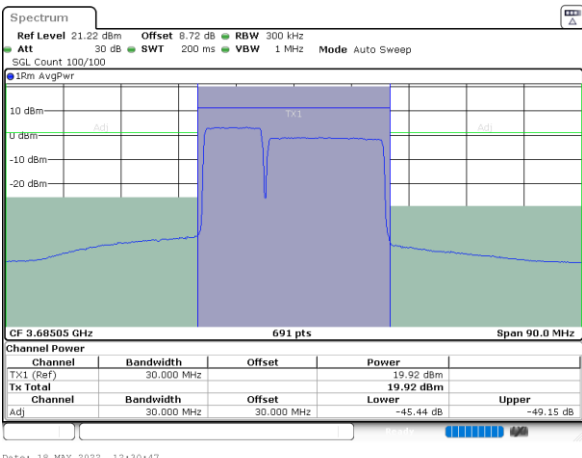 Spectrum
Ref Level 21.22 dBm Offset 8.72 dB RBW 300 kHz
Att 30 dB SWT 200 ms VBW 1 MHz Mode Auto Sweep
SGL Count 100/100
1Rm AvgPwr
TX1
10 dBm
Adj Adj
0 dBm
-10 dBm
-20 dBm
CF 3.68505 GHz 691 pts Span 90.0 MHz
Channel Power
Channel Bandwidth Offset Power
TX1 (Ref) 30.000 MHz 19.92 dBm
Tx Total 19.92 dBm
Channel Bandwidth Offset Lower Upper
Adj 30.000 MHz 30.000 MHz -45.44 dB -49.15 dB
Ready